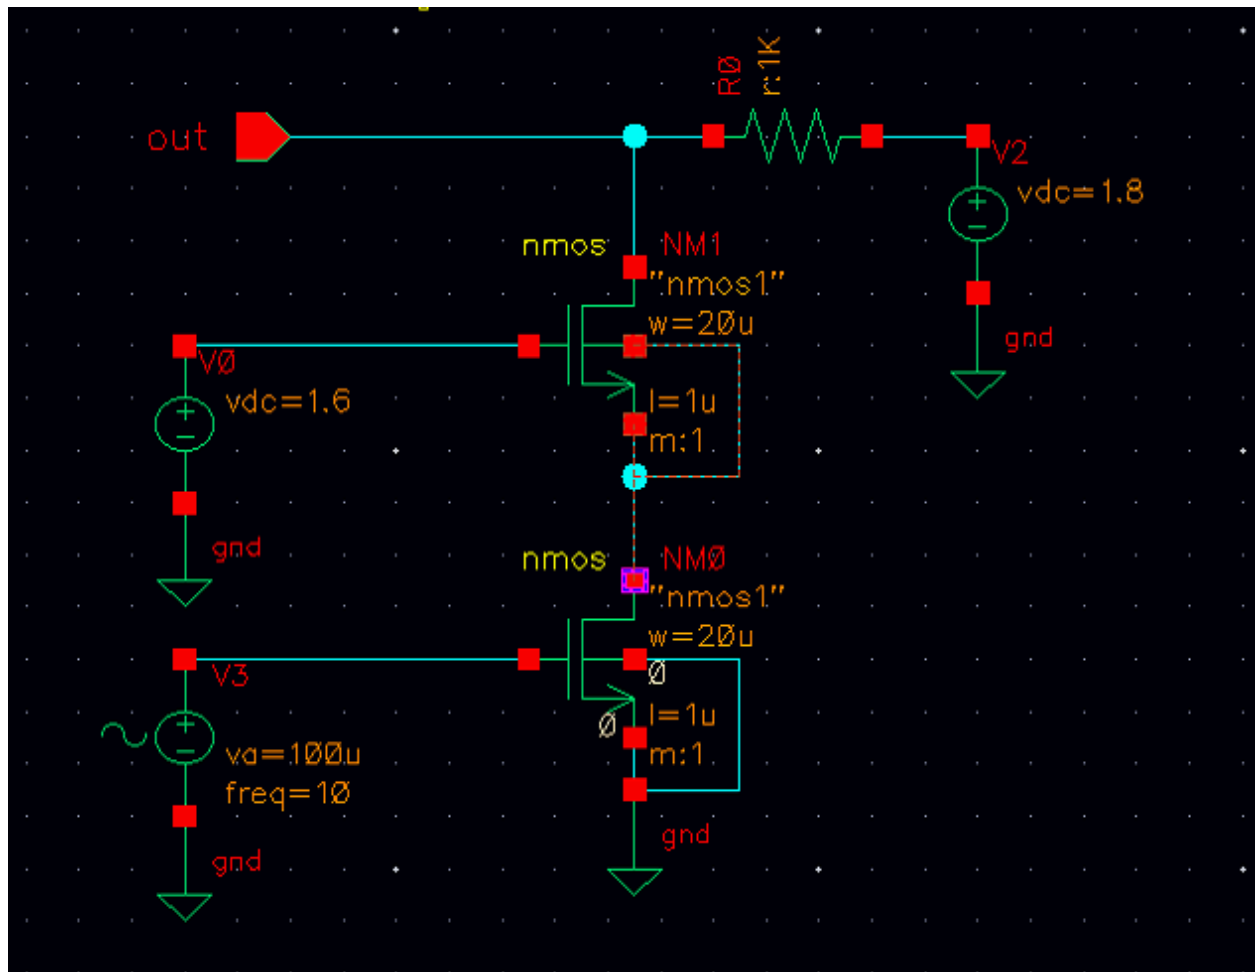 R0
r:1K
out
V2
vdc=1.8
nmos
NM1
"nmos1"
w=20u
V0
gnd
vdc=1.6
l=1u
m:1
gnd
nmos
NM0
"nmos1"
w=20u
V3
0
0
l=1u
va=100u
m:1
freq=10
gnd
gnd